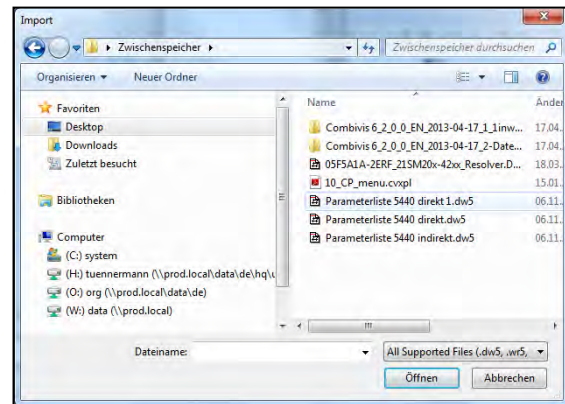 Import
Zwischenspeicher
Zwischenspeicher durchsuchen
Organisieren Neuer Ordner
Favoriten
Desktop
Downloads
Zuletzt besucht
Bibliotheken
Computer
(C:) system
(H:) tuennermann (\\prod.local\data\de\hq\
(O:) org (\\prod.local\data\de)
(W:) data (\\prod.local)
Name Änder
Combivis 6_2_0_0_EN_2013-04-17_1_1inw... 17.04.
Combivis 6_2_0_0_EN_2013-04-17_2-Date... 17.04.
05F5A1A-2ERF_21SM20x-42xx_Resolver.D... 18.03.
10_CP_menu.cvxpl 15.01.
Parameterliste 5440 direkt 1.dw5 06.11.
Parameterliste 5440 direkt.dw5 06.11.
Parameterliste 5440 indirekt.dw5 06.11.
Dateiname: All Supported Files (.dw5, .wr5,
Öffnen Abbrechen